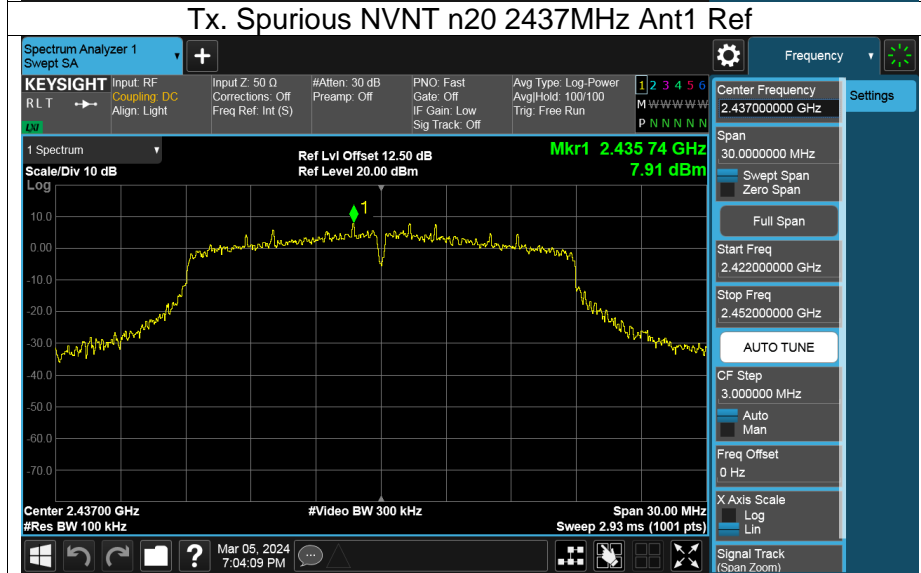 Tx. Spurious NVNT n20 2437MHz Ant1 Ref
Spectrum Analyzer 1
Swept SA
+
Frequency
KEYSIGHT
RLT
LXI
Input: RF
Coupling: DC
Align: Light
Input Z: 50 Ω
Corrections: Off
Freq Ref: Int (S)
#Atten: 30 dB
Preamp: Off
PNO: Fast
Gate: Off
IF Gain: Low
Sig Track: Off
Avg Type: Log-Power
Avg|Hold: 100/100
Trig: Free Run
1 2 3 4 5 6
M W W W W W
P N N N N N
1 Spectrum
Scale/Div 10 dB
Log
Ref Lvl Offset 12.50 dB
Ref Level 20.00 dBm
Mkr1 2.435 74 GHz
7.91 dBm
1
10.0
0.00
-10.0
-20.0
-30.0
-40.0
-50.0
-60.0
-70.0
Center 2.43700 GHz
#Res BW 100 kHz
#Video BW 300 kHz
Span 30.00 MHz
Sweep 2.93 ms (1001 pts)
Center Frequency
2.437000000 GHz
Settings
Span
30.0000000 MHz
Swept Span
Zero Span
Full Span
Start Freq
2.422000000 GHz
Stop Freq
2.452000000 GHz
AUTO TUNE
CF Step
3.000000 MHz
Auto
Man
Freq Offset
0 Hz
X Axis Scale
Log
Lin
Signal Track
(Span Zoom)
?
Mar 05, 2024
7:04:09 PM